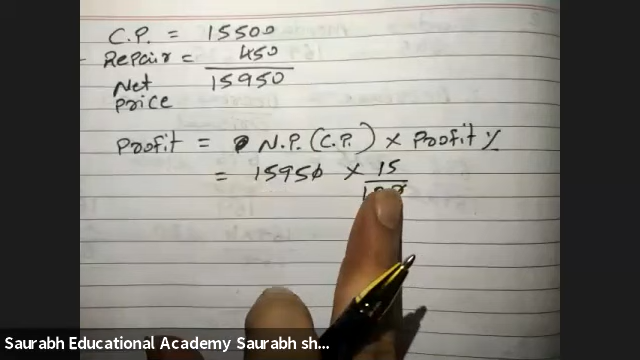 C.P. = 15500
Repair = 450
Net Price 15950
Profit = N.P. (C.P.) × Profit %
= 15950 × 15
Saurabh Educational Academy Saurabh sh...